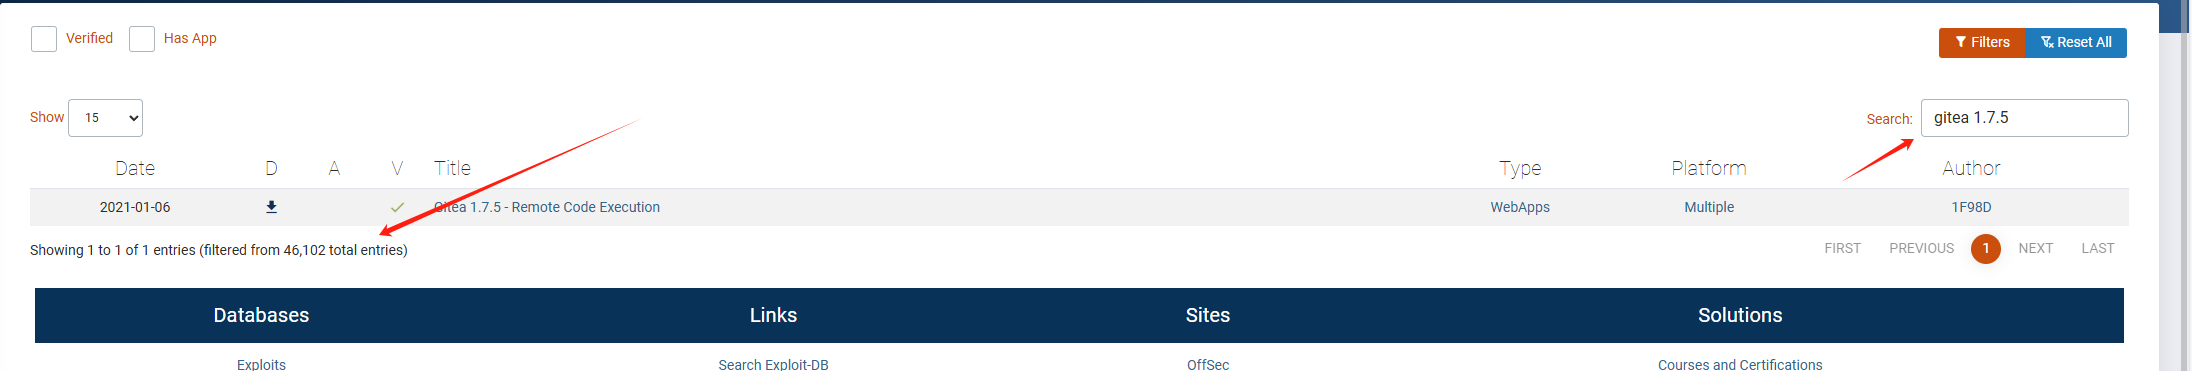 Verified Has App
Filters Reset All
Show 15 Search: gitea 1.7.5
Date D A V Title Type Platform Author
2021-01-06 Gitea 1.7.5 - Remote Code Execution WebApps Multiple 1F98D
Showing 1 to 1 of 1 entries (filtered from 46,102 total entries) FIRST PREVIOUS 1 NEXT LAST
Databases Links Sites Solutions
Exploits Search Exploit-DB OffSec Courses and Certifications